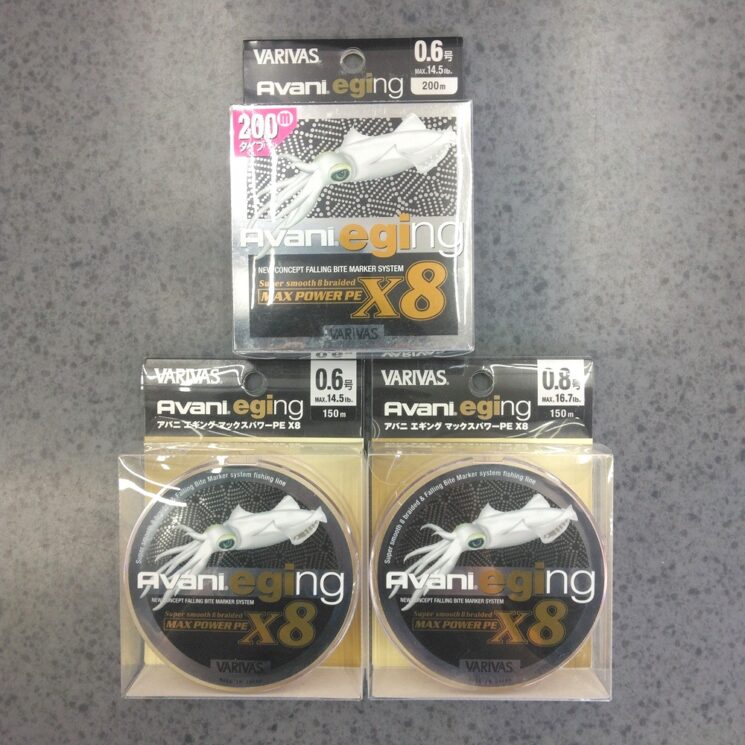 VARIVAS®
0.6号
MAX.14.5lb.
Avani® eging
200m
200m
タイプ
Avani® eging
NEW CONCEPT FALLING BITE MARKER SYSTEM
Super smooth 8 braided
MAX POWER PE X8
VARIVAS
VARIVAS®
0.6号
MAX.14.5lb.
Avani® eging
150m
アバニ エギング マックスパワーPE X8
Super smooth 8 braided & Falling Bite Marker system fishing line
Avani® eging
NEW CONCEPT FALLING BITE MARKER SYSTEM
Super smooth 8 braided
MAX POWER PE X8
VARIVAS
MADE IN JAPAN
VARIVAS®
0.8号
MAX.16.7lb.
Avani® eging
150m
アバニ エギング マックスパワーPE X8
Super smooth 8 braided & Falling Bite Marker system fishing line
Avani® eging
NEW CONCEPT FALLING BITE MARKER SYSTEM
Super smooth 8 braided
MAX POWER PE X8
VARIVAS